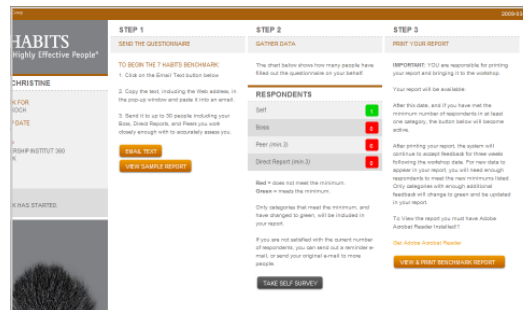 2009-03
HABITS
Highly Effective People®
CHRISTINE
K FOR
OCH
DATE
RSHIP INSTITUT 360
K
K HAS STARTED.
STEP 1
SEND THE QUESTIONNAIRE
TO BEGIN THE 7 HABITS BENCHMARK:
1. Click on the Email Text button below.
2. Copy the text, including the Web address, in
the pop-up window and paste it into an email.
3. Send it to up to 30 people including your
Boss, Direct Reports, and Peers you work
closely enough with to accurately assess you.
EMAIL TEXT
VIEW SAMPLE REPORT
STEP 2
GATHER DATA
The chart below shows how many people have
filled out the questionnaire on your behalf.
RESPONDENTS
Self
1
Boss
0
Peer (min.3)
0
Direct Report (min.3)
0
Red = does not meet the minimum.
Green = meets the minimum.
Only categories that meet the minimum, and
have changed to green, will be included in
your report.
If you are not satisfied with the current number
of respondents, you can send out a reminder e-
mail, or send your original e-mail to more
people.
TAKE SELF SURVEY
STEP 3
PRINT YOUR REPORT
IMPORTANT: YOU are responsible for printing
your report and bringing it to the workshop.
Your report will be available:
After this date, and if you have met the
minimum number of respondents in at least
one category, the button below will become
active.
After printing your report, the system will
continue to accept feedback for three weeks
following the workshop date. For new data to
appear in your report, you will need enough
respondents to meet the new minimums listed.
Only categories with enough additional
feedback will change to green and be updated
in your report.
To View the report you must have Adobe
Acrobat Reader Installed!!
Get Adobe Acrobat Reader
VIEW & PRINT BENCHMARK REPORT